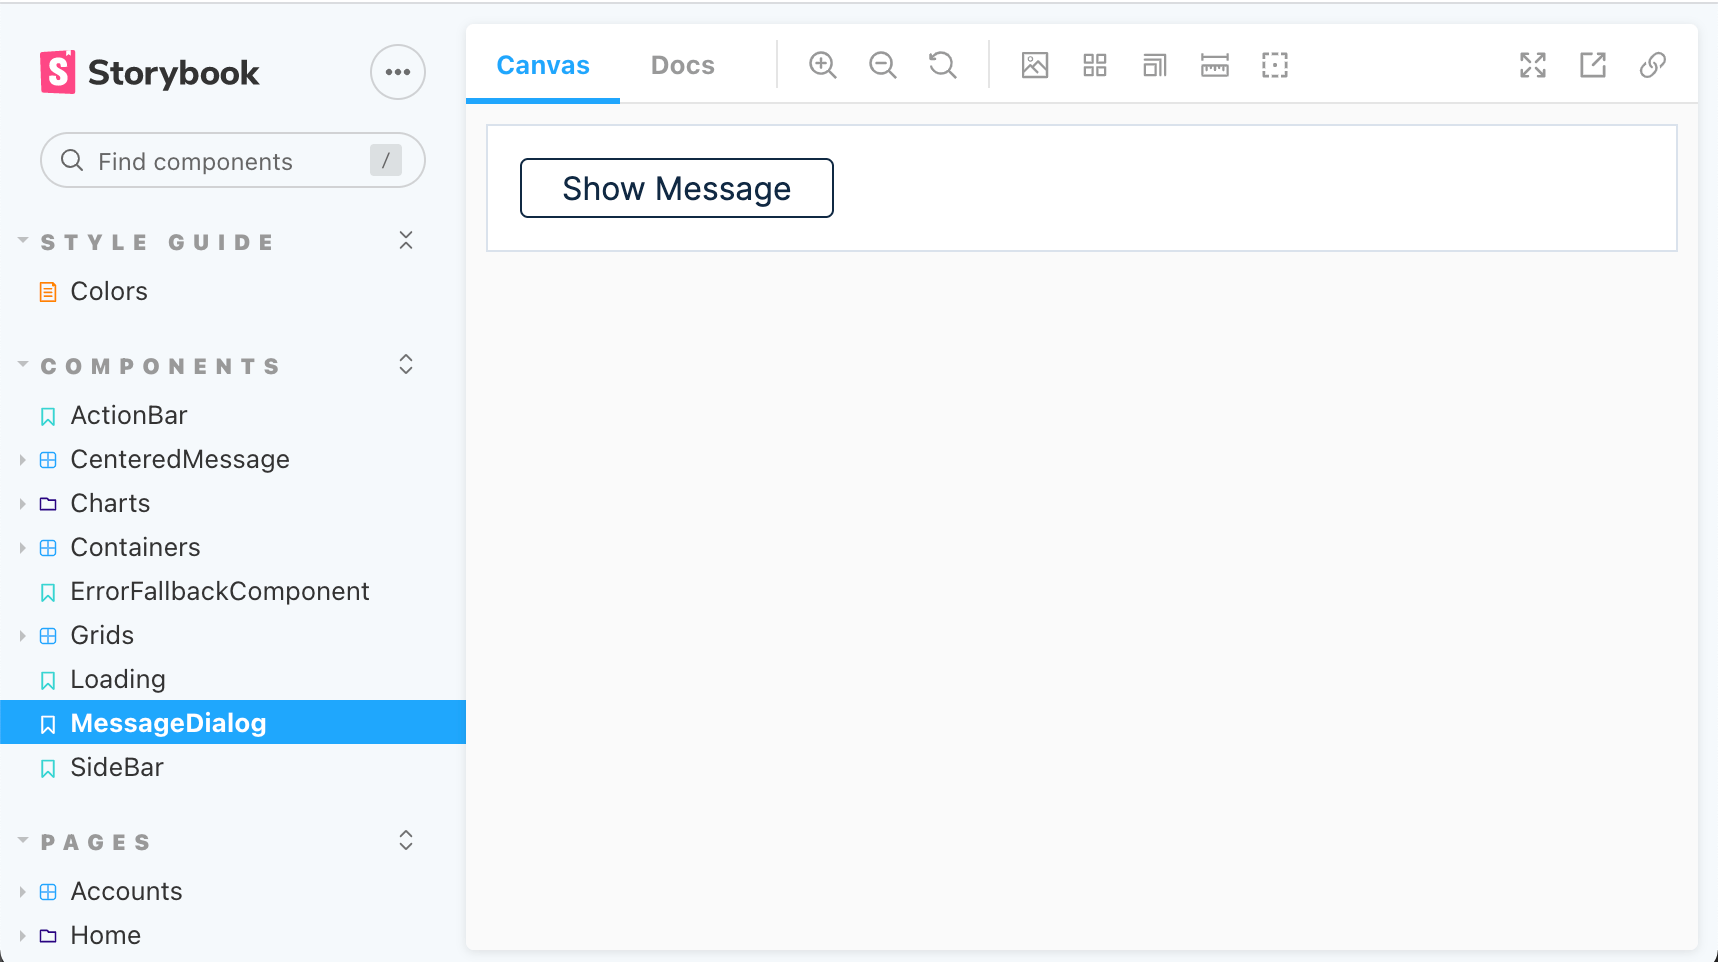 Storybook
Find components /
STYLE GUIDE
Colors
COMPONENTS
ActionBar
CenteredMessage
Charts
Containers
ErrorFallbackComponent
Grids
Loading
MessageDialog
SideBar
PAGES
Accounts
Home
Canvas Docs
Show Message